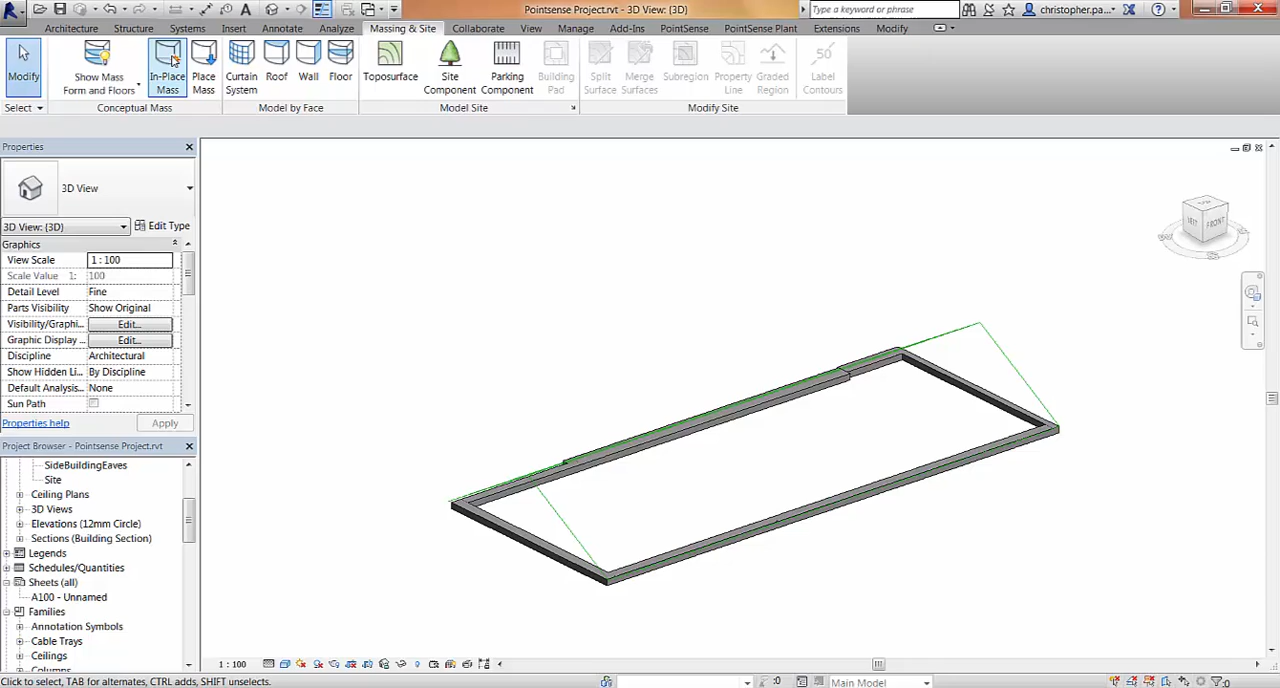 Pointsense Project.rvt - 3D View: {3D}
Type a keyword or phrase
christopher.pa...
Architecture Structure Systems Insert Annotate Analyze Massing & Site Collaborate View Manage Add-Ins PointSense PointSense Plant Extensions Modify
Modify
Show Mass
Form and Floors
In-Place
Mass
Place
Mass
Curtain
System
Roof
Wall
Floor
Toposurface
Site
Component
Parking
Component
Building
Pad
Split
Surface
Merge
Surfaces
Subregion
Property
Line
Graded
Region
50
Label
Contours
Select
Conceptual Mass
Model by Face
Model Site
Modify Site
Properties
3D View
3D View: {3D}
Edit Type
Graphics
View Scale 1 : 100
Scale Value 1: 100
Detail Level Fine
Parts Visibility Show Original
Visibility/Graphi... Edit...
Graphic Display ... Edit...
Discipline Architectural
Show Hidden Li... By Discipline
Default Analysis... None
Sun Path
Properties help
Apply
Project Browser - Pointsense Project.rvt
SideBuildingEaves
Site
Ceiling Plans
3D Views
Elevations (12mm Circle)
Sections (Building Section)
Legends
Schedules/Quantities
Sheets (all)
A100 - Unnamed
Families
Annotation Symbols
Cable Trays
Ceilings
Columns
LEFT
FRONT
1 : 100
Click to select, TAB for alternates, CTRL adds, SHIFT unselects.
:0
Main Model
:0